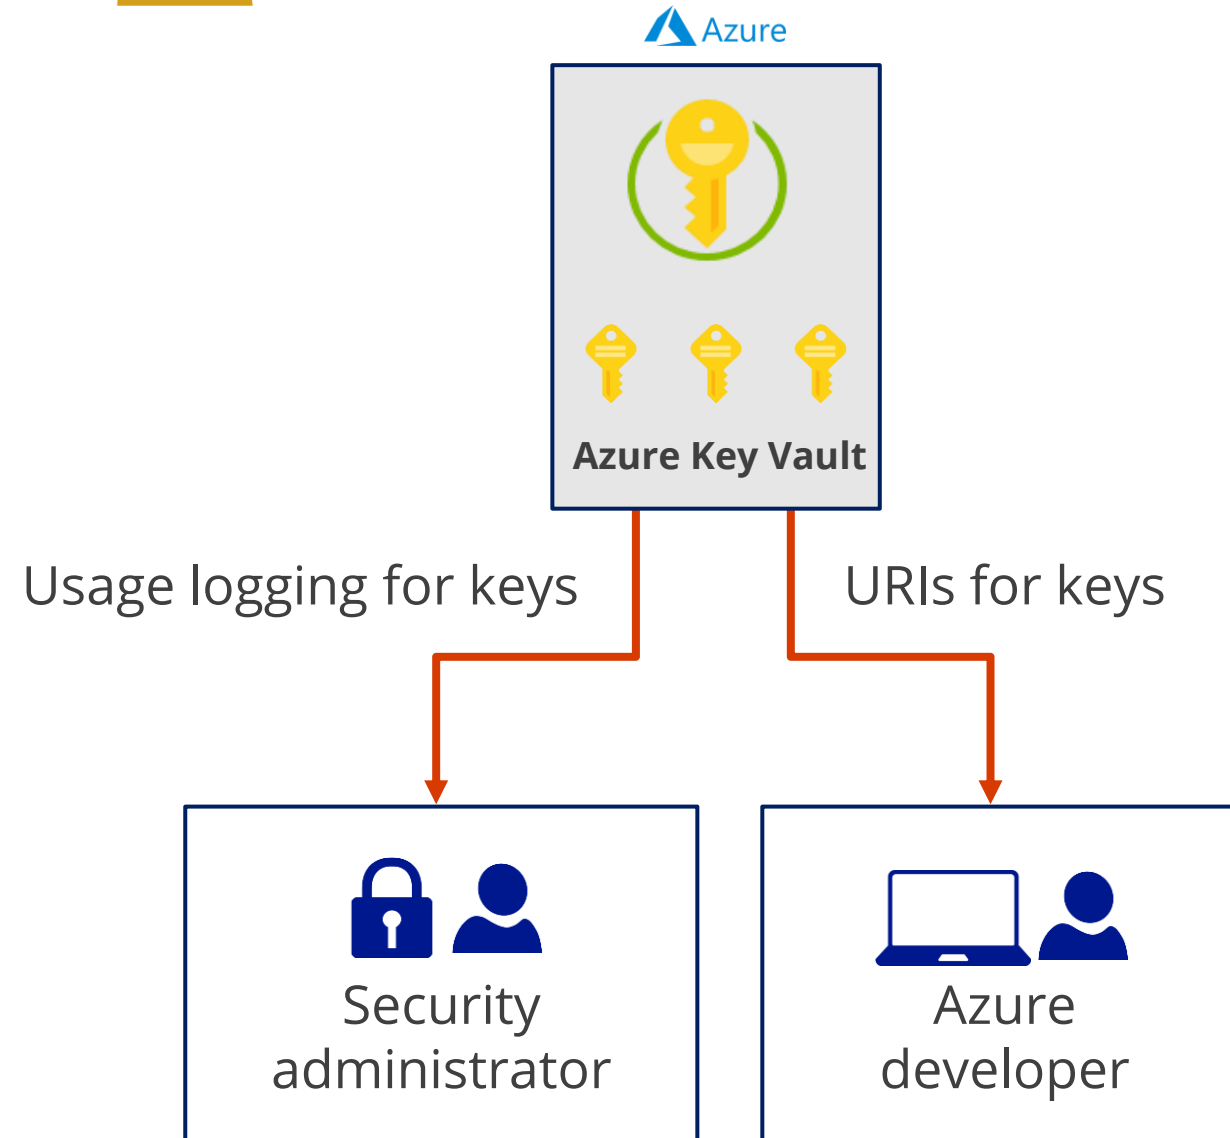 Azure
Azure Key Vault
Usage logging for keys
URIs for keys
Security
administrator
Azure
developer